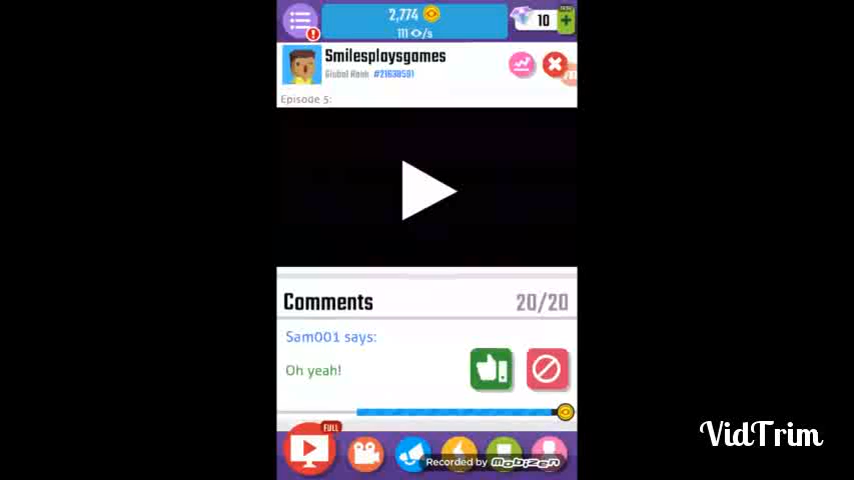 2,774
111 /s
10
Smilesplaysgames
Global Rank #21638591
Episode 5:
Comments 20/20
Sam001 says:
Oh yeah!
FULL
Recorded by mobizen
VidTrim